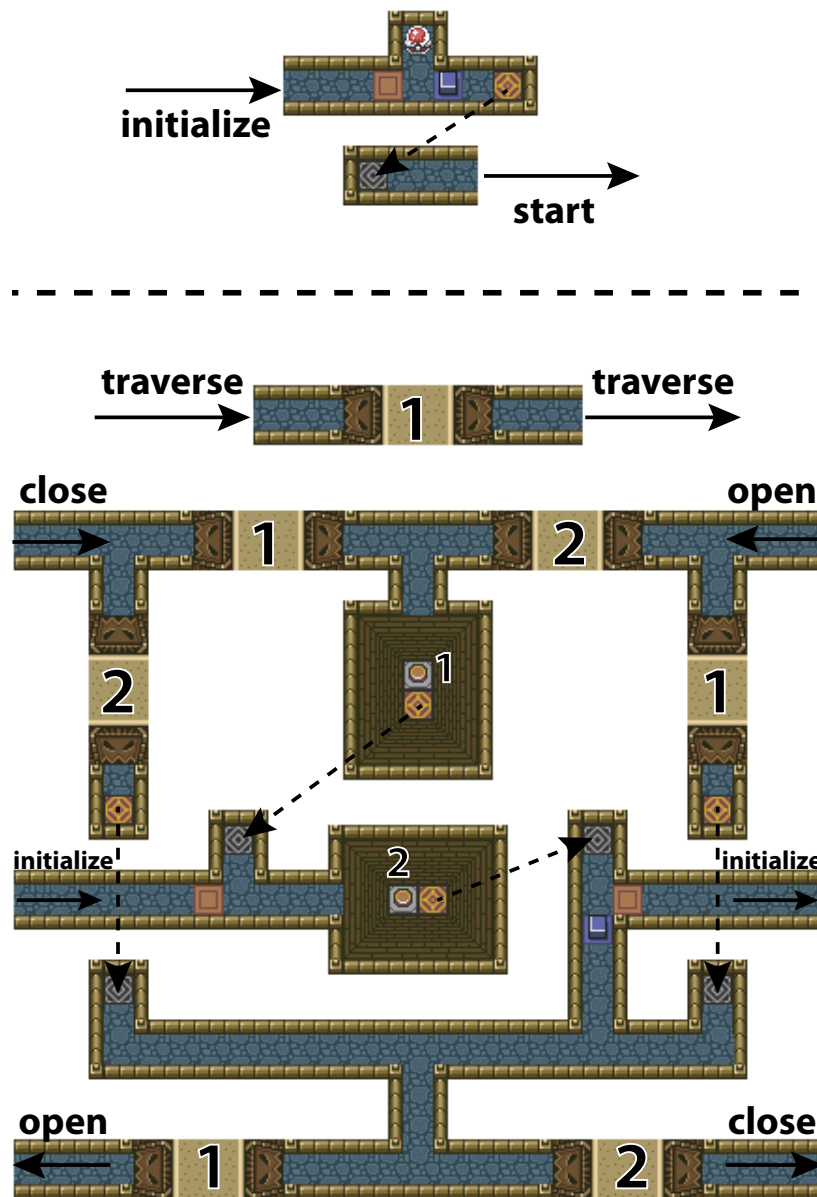 initialize
start
traverse
traverse
1
close
open
1
2
1
2
1
initialize
2
initialize
open
close
1
2